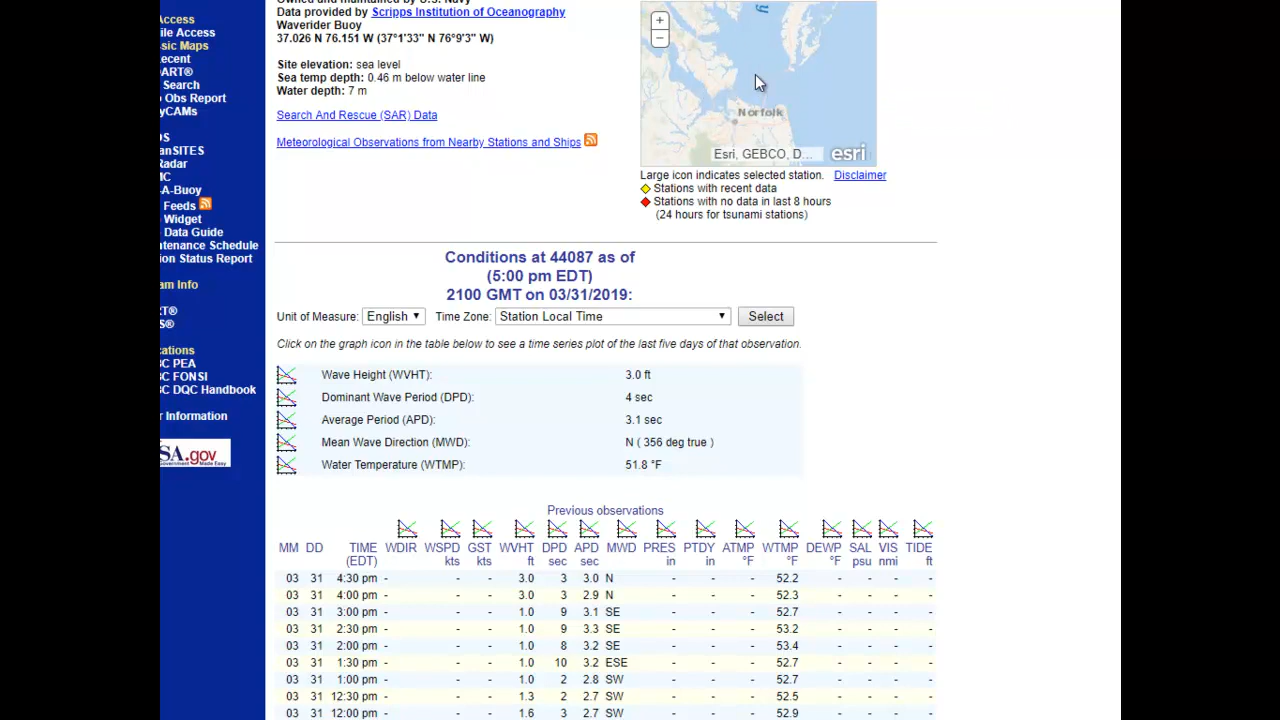 Access
ile Access
sic Maps
ecent
ART®
Search
Obs Report
yCAMs
OS
anSITES
Radar
MC
-A-Buoy
Feeds
Widget
Data Guide
ntenance Schedule
ion Status Report
am Info
RT®
S®
cations
C PEA
C FONSI
C DQC Handbook
r Information
SA.gov
Government Made Easy
Owned and maintained by U.S. Navy
Data provided by Scripps Institution of Oceanography
Waverider Buoy
37.026 N 76.151 W (37°1'33" N 76°9'3" W)
Site elevation: sea level
Sea temp depth: 0.46 m below water line
Water depth: 7 m
Search And Rescue (SAR) Data
Meteorological Observations from Nearby Stations and Ships
+
−
Norfolk
Esri, GEBCO, D...
esri
Large icon indicates selected station. Disclaimer
Stations with recent data
Stations with no data in last 8 hours
(24 hours for tsunami stations)
Conditions at 44087 as of
(5:00 pm EDT)
2100 GMT on 03/31/2019:
Unit of Measure: English Time Zone: Station Local Time Select
Click on the graph icon in the table below to see a time series plot of the last five days of that observation.
Wave Height (WVHT): 3.0 ft
Dominant Wave Period (DPD): 4 sec
Average Period (APD): 3.1 sec
Mean Wave Direction (MWD): N ( 356 deg true )
Water Temperature (WTMP): 51.8 °F
Previous observations
MM DD TIME WDIR WSPD GST WVHT DPD APD MWD PRES PTDY ATMP WTMP DEWP SAL VIS TIDE
(EDT) kts kts ft sec sec in in °F °F °F psu nmi ft
03 31 4:30 pm - - - 3.0 3 3.0 N - - - 52.2 - - - -
03 31 4:00 pm - - - 3.0 3 2.9 N - - - 52.3 - - - -
03 31 3:00 pm - - - 1.0 9 3.1 SE - - - 52.7 - - - -
03 31 2:30 pm - - - 1.0 9 3.3 SE - - - 53.2 - - - -
03 31 2:00 pm - - - 1.0 8 3.2 SE - - - 53.4 - - - -
03 31 1:30 pm - - - 1.0 10 3.2 ESE - - - 52.7 - - - -
03 31 1:00 pm - - - 1.0 2 2.8 SW - - - 52.7 - - - -
03 31 12:30 pm - - - 1.3 2 2.7 SW - - - 52.5 - - - -
03 31 12:00 pm - - - 1.6 3 2.7 SW - - - 52.9 - - - -